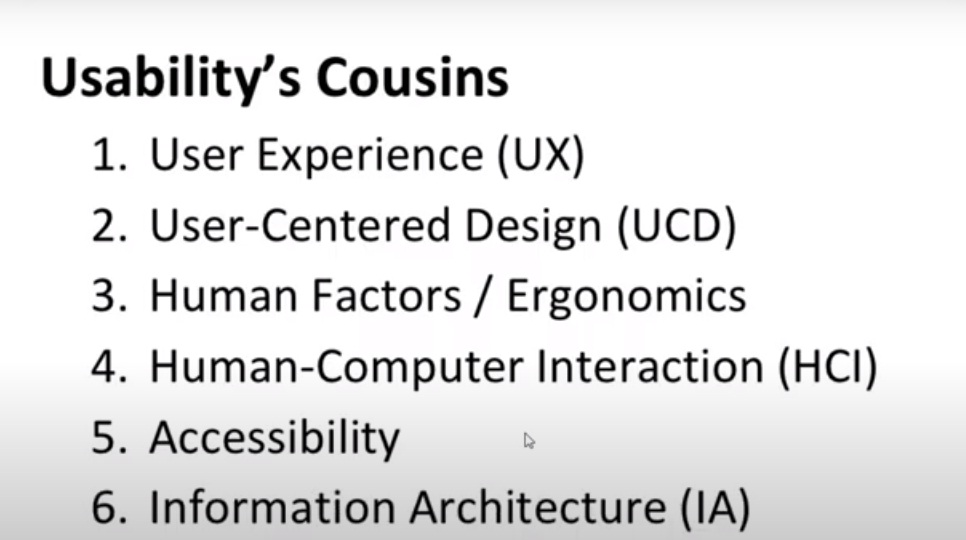 Usability's Cousins
1. User Experience (UX)
2. User-Centered Design (UCD)
3. Human Factors / Ergonomics
4. Human-Computer Interaction (HCI)
5. Accessibility
6. Information Architecture (IA)